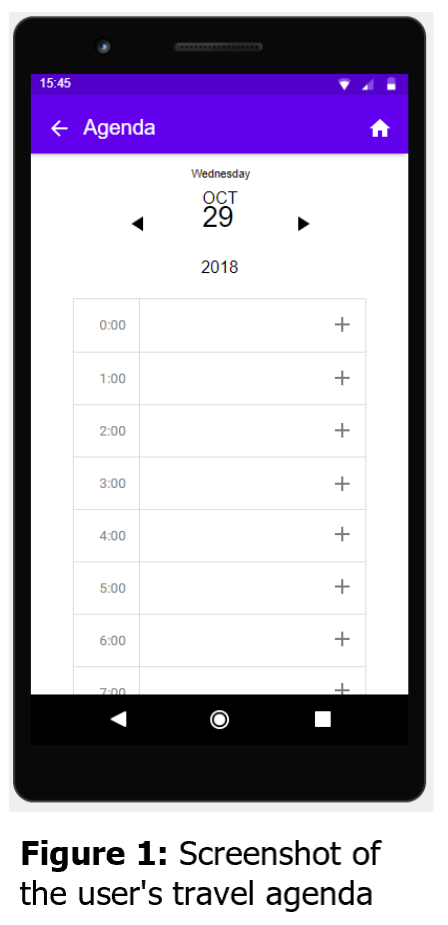 15:45
Agenda
Wednesday
OCT
29
2018
0:00 +
1:00 +
2:00 +
3:00 +
4:00 +
5:00 +
6:00 +
7:00 +
Figure 1: Screenshot of
the user's travel agenda